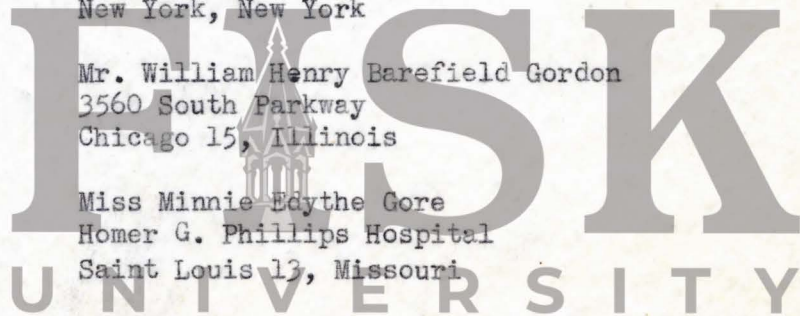 New York, New York
Mr. William Henry Barefield Gordon
3560 South Parkway
Chicago 15, Illinois
Miss Minnie Edythe Gore
Homer G. Phillips Hospital
Saint Louis 13, Missouri
FISK
UNIVERSITY